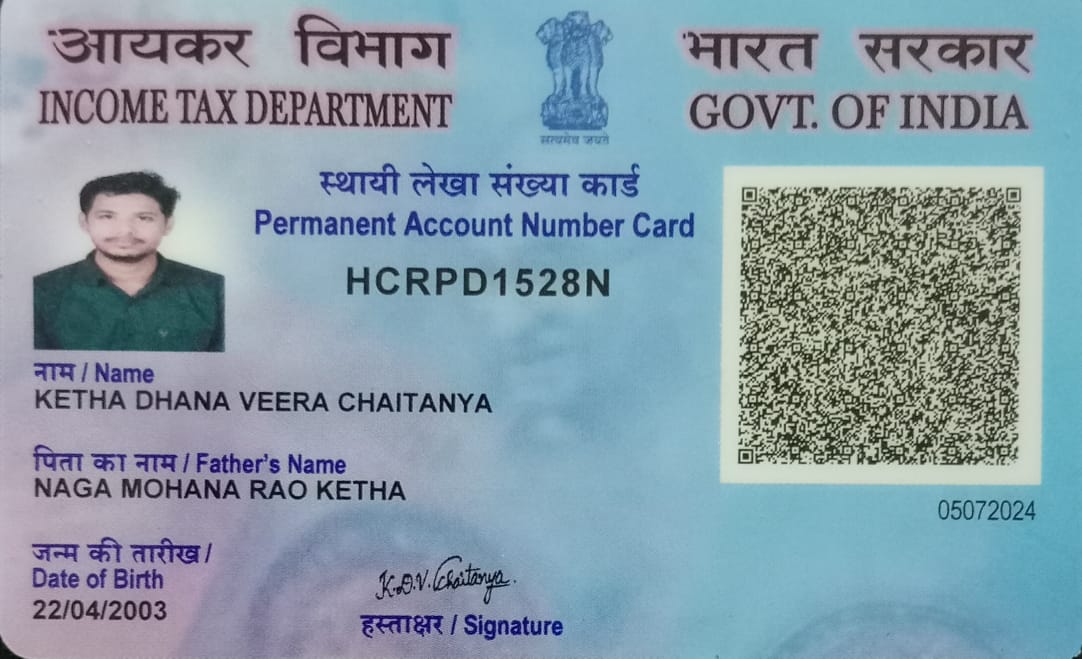 आयकर विभाग
INCOME TAX DEPARTMENT
सत्यमेव जयते
भारत सरकार
GOVT. OF INDIA
स्थायी लेखा संख्या कार्ड
Permanent Account Number Card
HCRPD1528N
नाम / Name
KETHA DHANA VEERA CHAITANYA
पिता का नाम / Father's Name
NAGA MOHANA RAO KETHA
05072024
जन्म की तारीख /
Date of Birth
22/04/2003
K.D.V. Chaitanya.
हस्ताक्षर / Signature